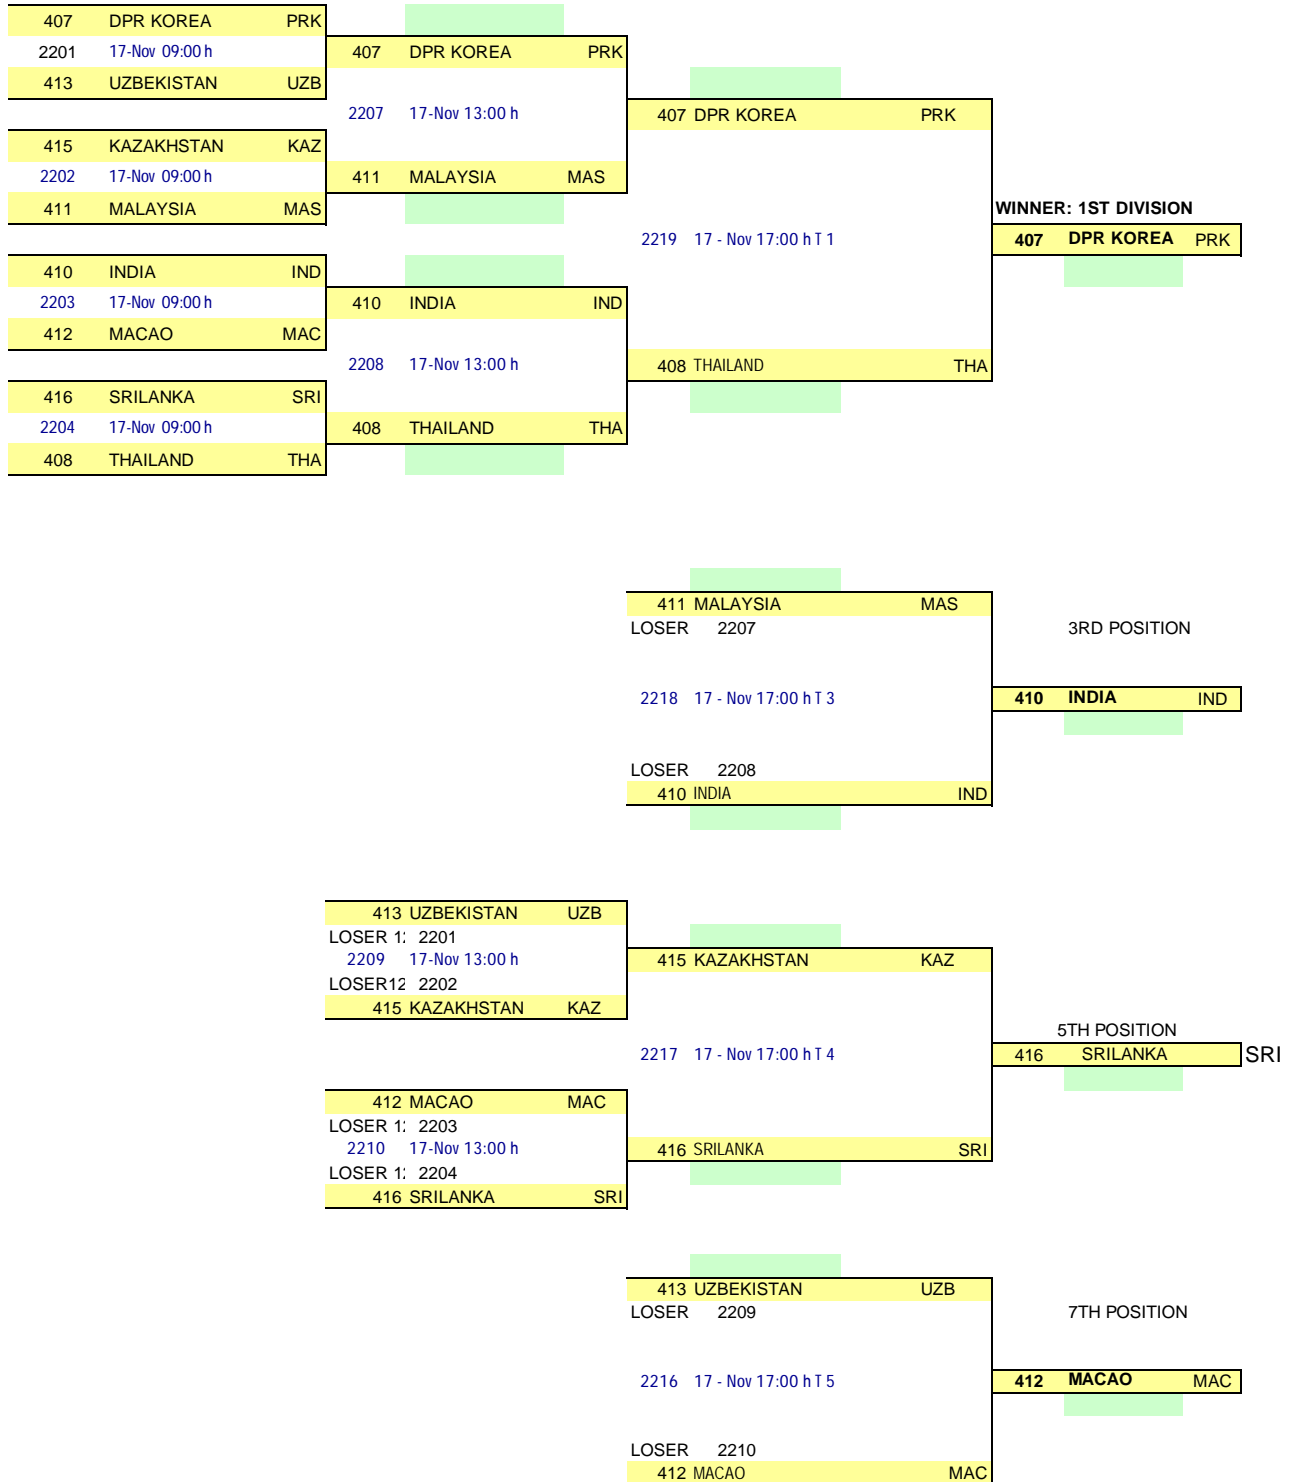 407 DPR KOREA PRK
2201 17-Nov 09:00 h
413 UZBEKISTAN UZB
407 DPR KOREA PRK
2207 17-Nov 13:00 h
415 KAZAKHSTAN KAZ
2202 17-Nov 09:00 h
411 MALAYSIA MAS
411 MALAYSIA MAS
407 DPR KOREA PRK
2219 17 - Nov 17:00 h T 1
WINNER: 1ST DIVISION
407 DPR KOREA PRK
410 INDIA IND
2203 17-Nov 09:00 h
412 MACAO MAC
410 INDIA IND
2208 17-Nov 13:00 h
408 THAILAND THA
416 SRILANKA SRI
2204 17-Nov 09:00 h
408 THAILAND THA
408 THAILAND THA
411 MALAYSIA MAS
LOSER 2207
3RD POSITION
2218 17 - Nov 17:00 h T 3
410 INDIA IND
LOSER 2208
410 INDIA IND
413 UZBEKISTAN UZB
LOSER 1: 2201
2209 17-Nov 13:00 h
LOSER12 2202
415 KAZAKHSTAN KAZ
415 KAZAKHSTAN KAZ
5TH POSITION
2217 17 - Nov 17:00 h T 4
416 SRILANKA SRI
412 MACAO MAC
LOSER 1: 2203
2210 17-Nov 13:00 h
LOSER 1: 2204
416 SRILANKA SRI
416 SRILANKA SRI
413 UZBEKISTAN UZB
LOSER 2209
7TH POSITION
2216 17 - Nov 17:00 h T 5
412 MACAO MAC
LOSER 2210
412 MACAO MAC